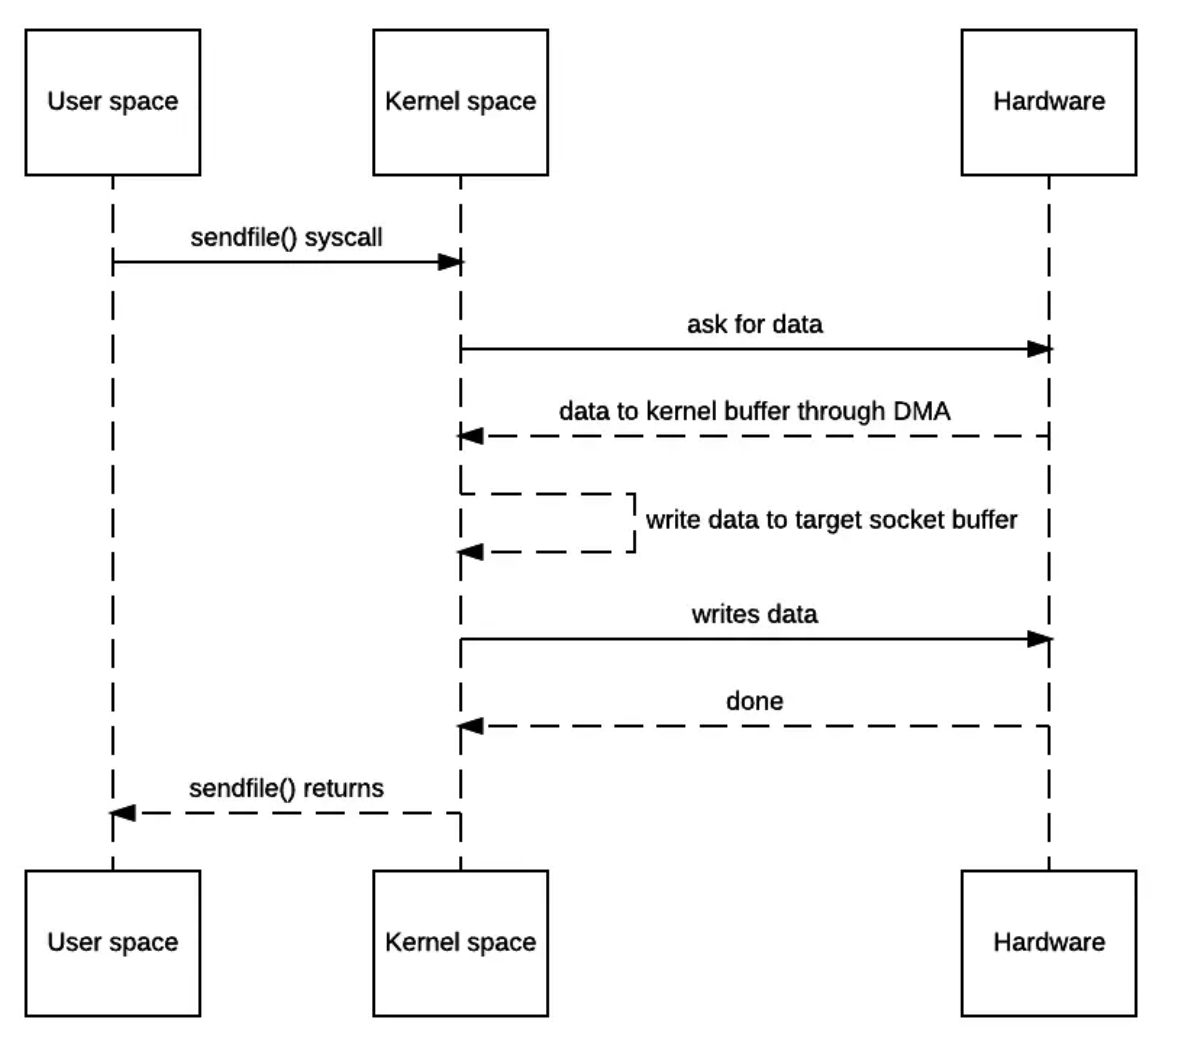 User space
Kernel space
Hardware
sendfile() syscall
ask for data
data to kernel buffer through DMA
write data to target socket buffer
writes data
done
sendfile() returns
User space
Kernel space
Hardware